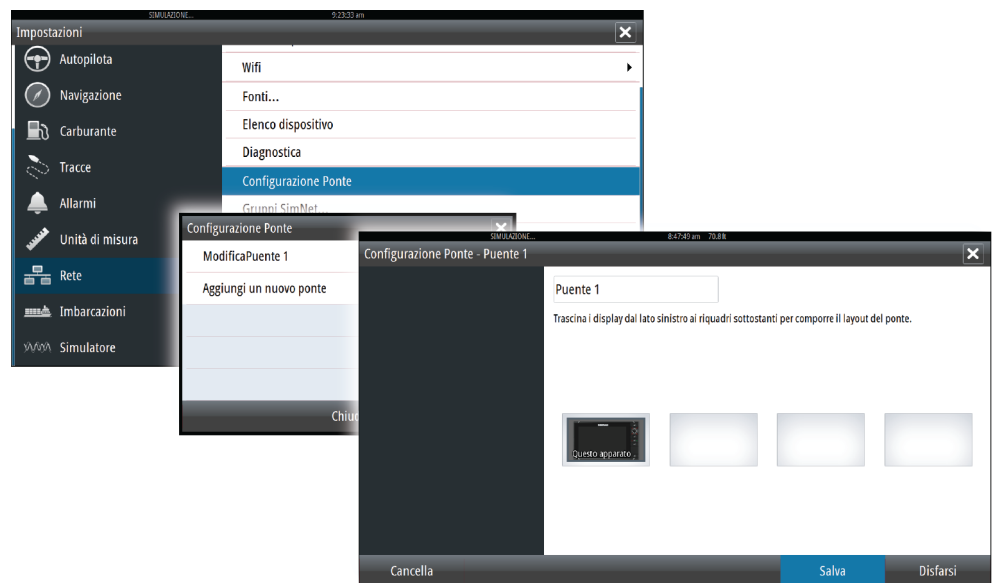 SIMULAZIONE... 9:23:33 am
Impostazioni
Autopilota
Navigazione
Carburante
Tracce
Allarmi
Unità di misura
Rete
Imbarcazioni
Simulatore
Wifi
Fonti...
Elenco dispositivo
Diagnostica
Configurazione Ponte
Gruppi SimNet...
Configurazione Ponte
ModificaPuente 1
Aggiungi un nuovo ponte
SIMULAZIONE... 8:47:49 am
Configurazione Ponte - Puente 1
Puente 1
Trascina i display dal lato sinistro ai riquadri sottostanti per comporre il layout del ponte.
Questo apparato
Cancella
Salva
Disfarsi